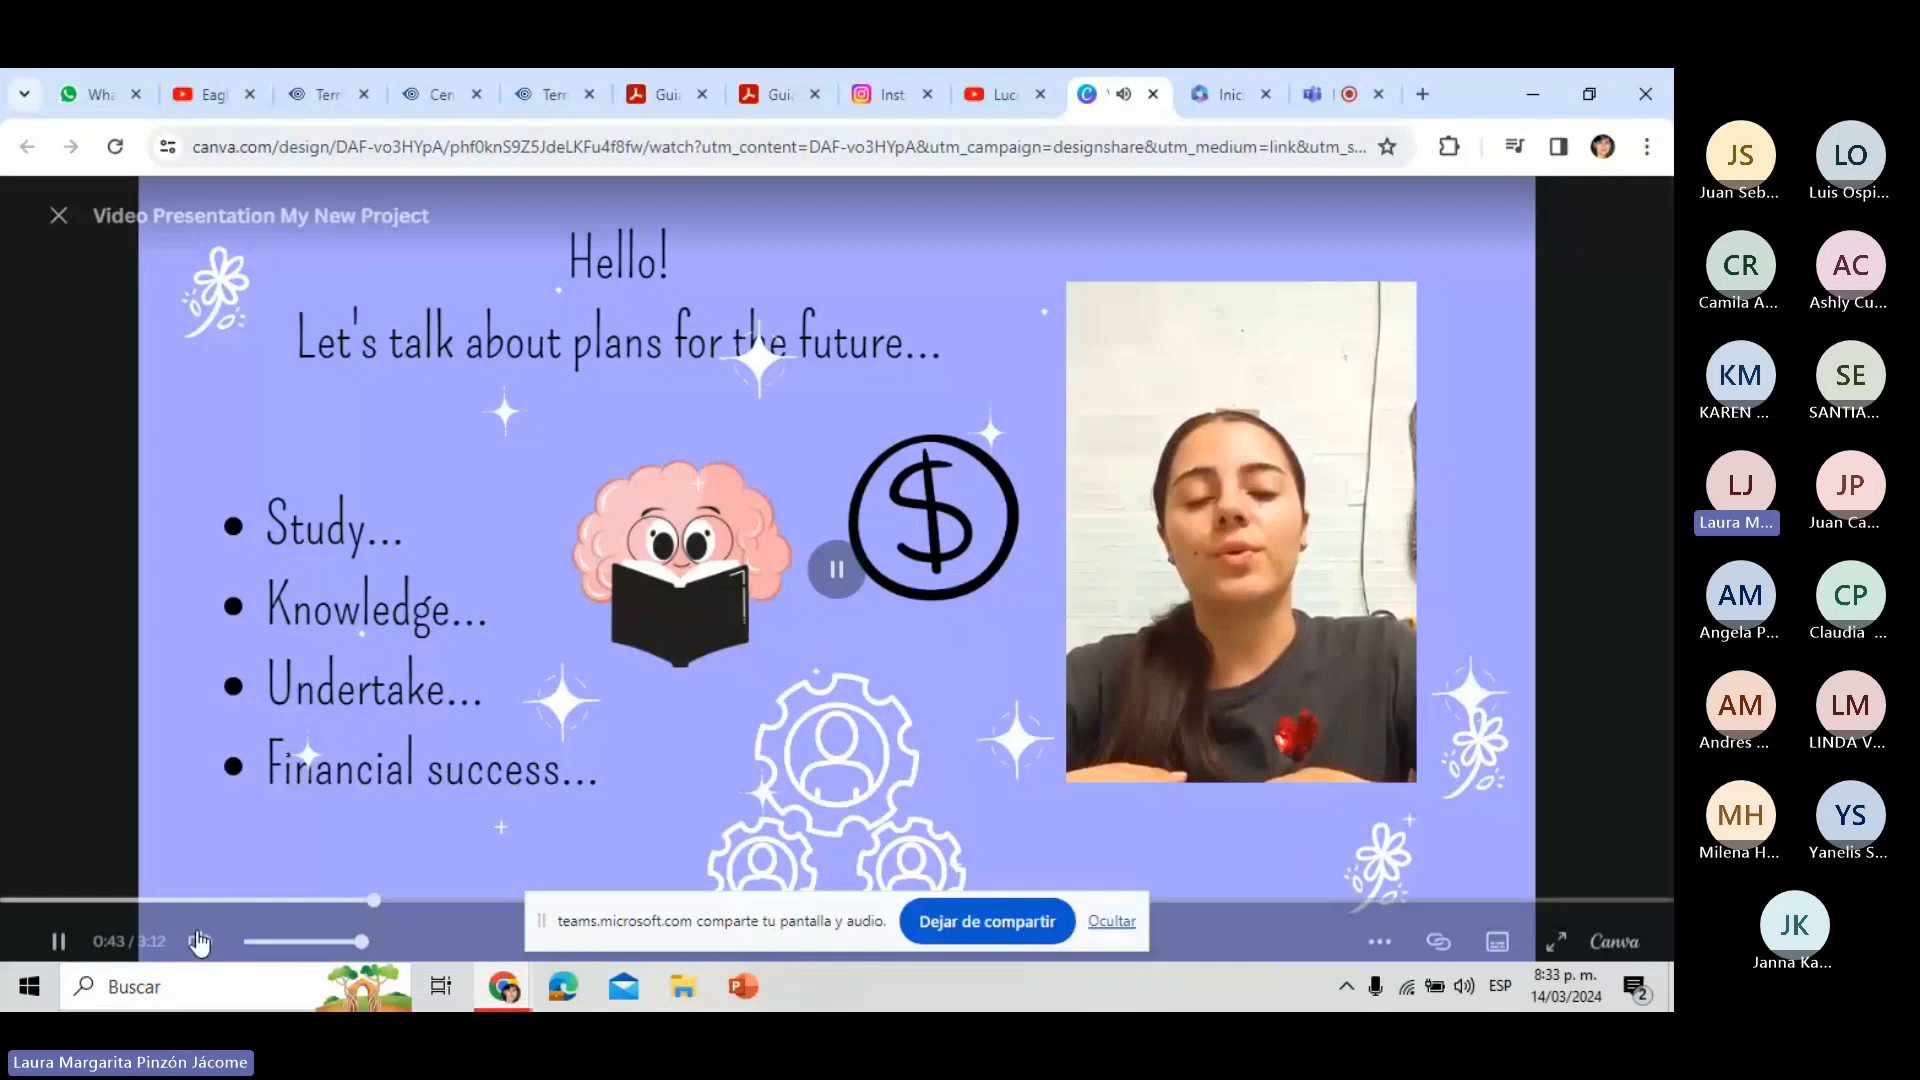 Wha
Eag
Terr
Cen
Terr
Gui
Gui
Inst
Luc
Inic
canva.com/design/DAF-vo3HYpA/phf0knS9Z5JdeLKFu4f8fw/watch?utm_content=DAF-vo3HYpA&utm_campaign=designshare&utm_medium=link&utm_s...
Video Presentation My New Project
Hello!
Let's talk about plans for the future...
Study...
Knowledge...
Undertake...
Financial success...
$
teams.microsoft.com comparte tu pantalla y audio.
Dejar de compartir
Ocultar
0:43 / 3:12
Canva
Buscar
ESP
8:33 p. m.
14/03/2024
2
JS
Juan Seb...
LO
Luis Ospi...
CR
Camila A...
AC
Ashly Cu...
KM
KAREN ...
SE
SANTIA...
LJ
Laura M...
JP
Juan Ca...
AM
Angela P...
CP
Claudia ...
AM
Andres ...
LM
LINDA V...
MH
Milena H...
YS
Yanelis S...
JK
Janna Ka...
Laura Margarita Pinzón Jácome